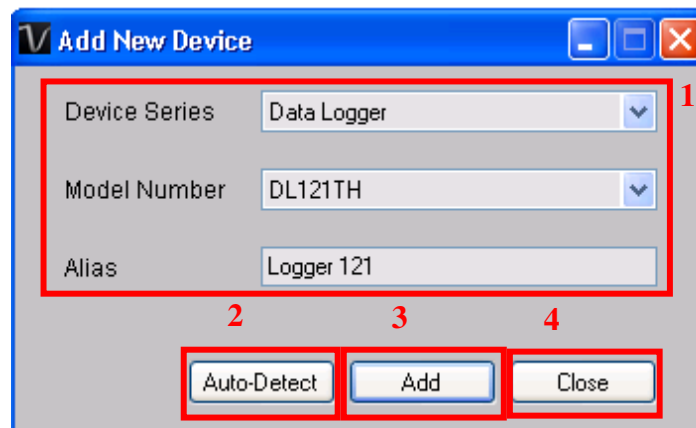 Add New Device
1
Device Series Data Logger
Model Number DL121TH
Alias Logger 121
2 3 4
Auto-Detect Add Close